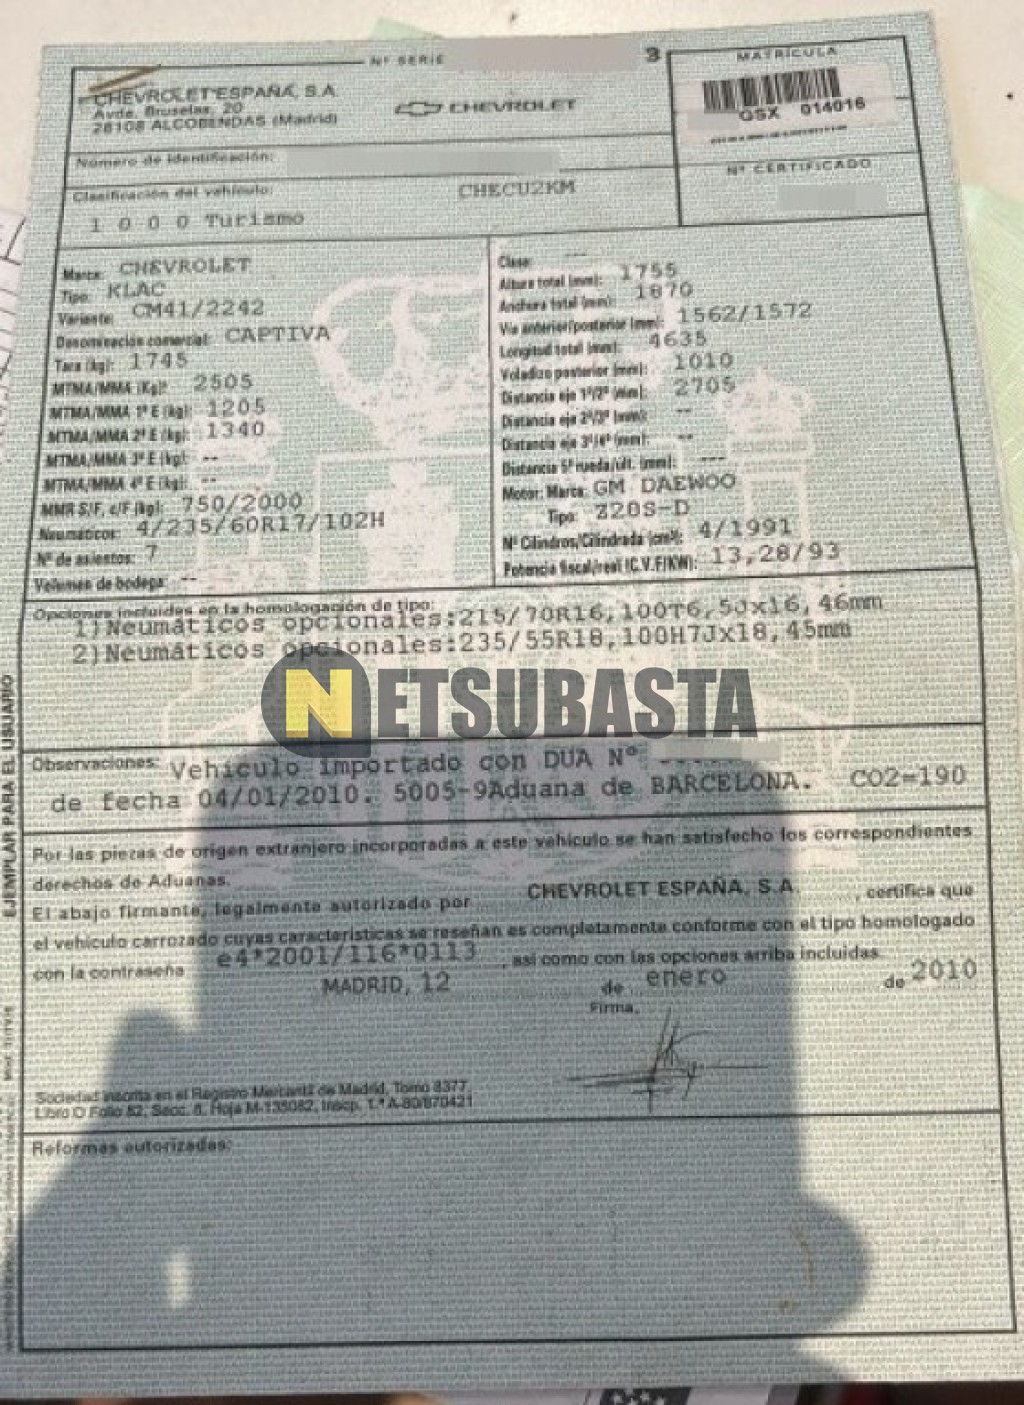 Nº SERIE
3
MATRÍCULA
CHEVROLET ESPAÑA, S.A.
Avda. Bruselas, 20
28108 ALCOBENDAS (Madrid)
CHEVROLET
QSX 014016
Número de identificación:
Nº CERTIFICADO
Clasificación del vehículo:
CHECU2KM
1 0 0 0 Turismo
Marca: CHEVROLET
Tipo: KLAC
Variante: CM41/2242
Denominación comercial: CAPTIVA
Tara (kg): 1745
MTMA/MMA (Kg): 2505
MTMA/MMA 1º E (kg): 1205
MTMA/MMA 2º E (kg): 1340
MTMA/MMA 3º E (kg): --
MTMA/MMA 4º E (kg): --
MMR S/F, c/F (kg): 750/2000
Neumáticos: 4/235/60R17/102H
Nº de asientos: 7
Volumen de bodega: --
Clase: ---
Altura total (mm): 1755
Anchura total (mm): 1870
Vía anterior/posterior (mm): 1562/1572
Longitud total (mm): 4635
Voladizo posterior (mm): 1010
Distancia eje 1º/2º (mm): 2705
Distancia eje 2º/3º (mm): --
Distancia eje 3º/4º (mm): --
Distancia 5ª rueda/últ. (mm): ---
Motor: Marca: GM DAEWOO
Tipo: Z20S-D
Nº Cilindros/Cilindrada (cm³): 4/1991
Potencia fiscal/real (C.V.F/KW): 13,28/93
Opciones incluidas en la homologación de tipo:
1)Neumáticos opcionales:215/70R16,100T6,5Jx16,46mm
2)Neumáticos opcionales:235/55R18,100H7Jx18,45mm
NETSUBASTA
Observaciones: Vehículo importado con DUA Nº
de fecha 04/01/2010. 5005-9Aduana de BARCELONA. CO2=190
Por las piezas de origen extranjero incorporadas a este vehículo se han satisfecho los correspondientes
derechos de Aduanas.
El abajo firmante, legalmente autorizado por CHEVROLET ESPAÑA, S.A. , certifica que
el vehículo carrozado cuyas características se reseñan es completamente conforme con el tipo homologado
con la contraseña e4*2001/116*0113 , así como con las opciones arriba incluidas.
MADRID, 12 de enero de 2010
Firma,
Sociedad inscrita en el Registro Mercantil de Madrid, Tomo 8377,
Libro O Folio 52, Secc. 8, Hoja M-135082, Inscp. 1.ª A-80/870421
Reformas autorizadas:
EJEMPLAR PARA EL USUARIO